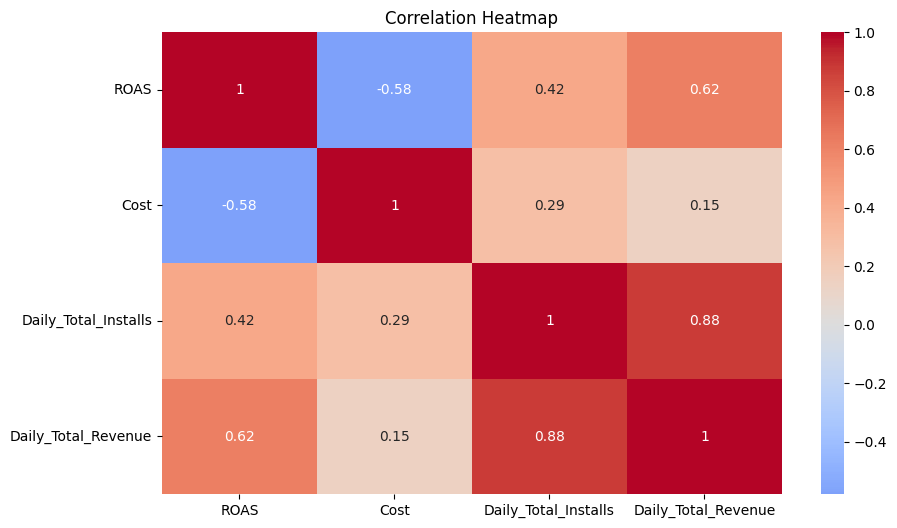 Correlation Heatmap
ROAS
1
-0.58
0.42
0.62
Cost
-0.58
1
0.29
0.15
Daily_Total_Installs
0.42
0.29
1
0.88
Daily_Total_Revenue
0.62
0.15
0.88
1
ROAS
Cost
Daily_Total_Installs
Daily_Total_Revenue
1.0
0.8
0.6
0.4
0.2
0.0
-0.2
-0.4